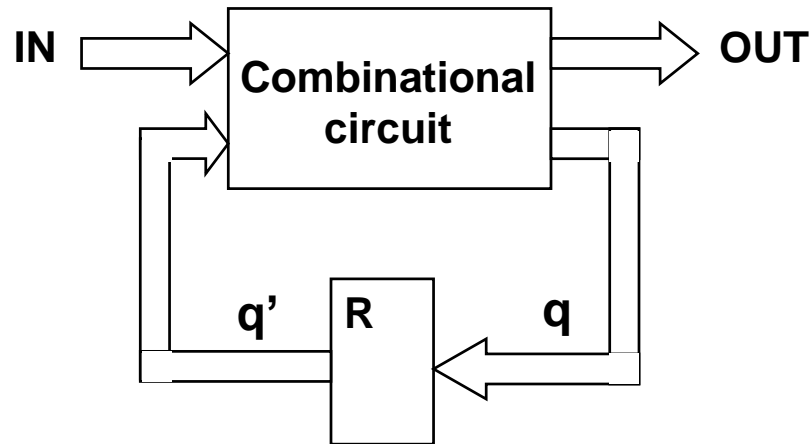 IN
Combinational
circuit
OUT
q’
R
q